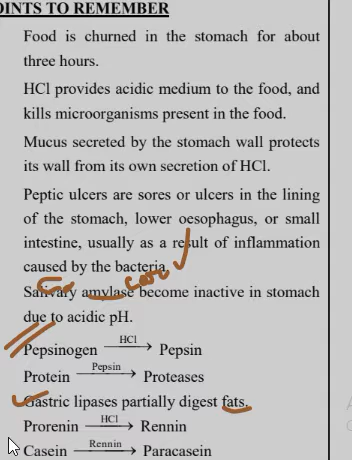 OINTS TO REMEMBER
Food is churned in the stomach for about
three hours.
HCl provides acidic medium to the food, and
kills microorganisms present in the food.
Mucus secreted by the stomach wall protects
its wall from its own secretion of HCl.
Peptic ulcers are sores or ulcers in the lining
of the stomach, lower oesophagus, or small
intestine, usually as a result of inflammation
caused by the bacteria.
Salivary amylase become inactive in stomach
due to acidic pH.
Pepsinogen —HCl→ Pepsin
Protein —Pepsin→ Proteases
Gastric lipases partially digest fats.
Prorenin —HCl→ Rennin
Casein —Rennin→ Paracasein